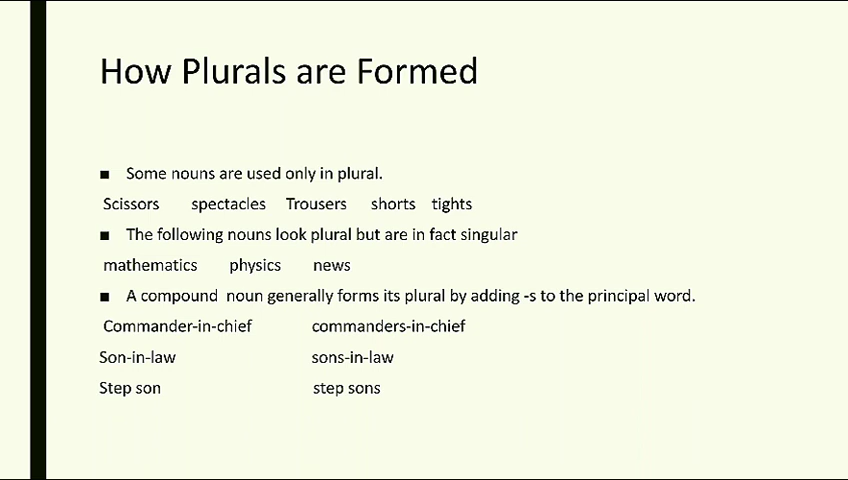 How Plurals are Formed
▪ Some nouns are used only in plural.
Scissors spectacles Trousers shorts tights
▪ The following nouns look plural but are in fact singular
mathematics physics news
▪ A compound noun generally forms its plural by adding -s to the principal word.
Commander-in-chief commanders-in-chief
Son-in-law sons-in-law
Step son step sons